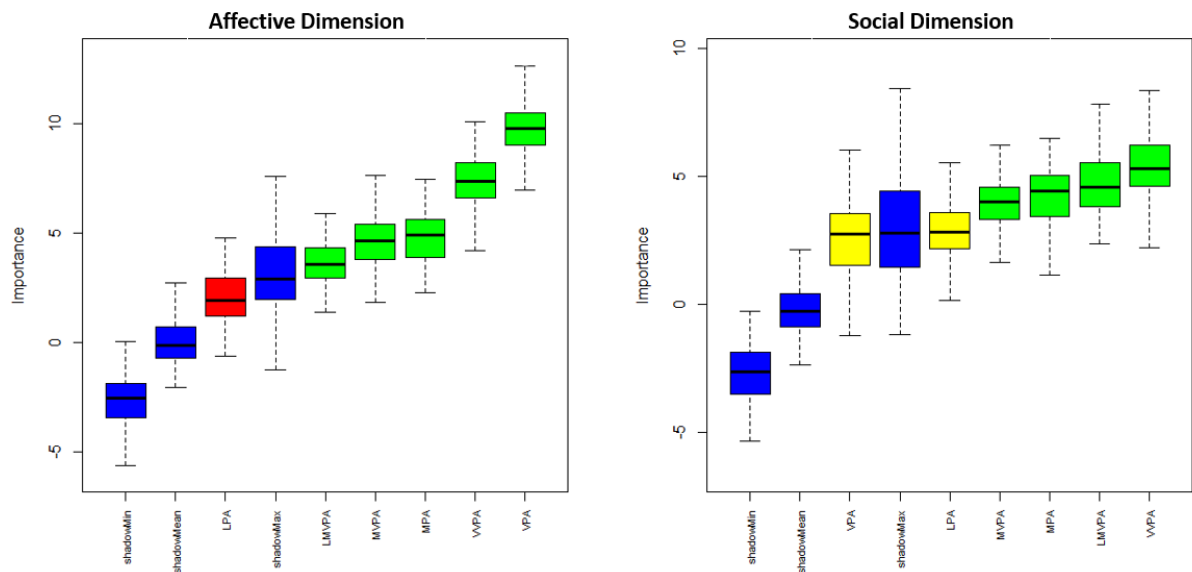 Affective Dimension
Importance
10
5
0
-5
shadowMin
shadowMean
LPA
shadowMax
LMVPA
MVPA
MPA
VVPA
VPA
Social Dimension
Importance
10
5
0
-5
shadowMin
shadowMean
VPA
shadowMax
LPA
MVPA
MPA
LMVPA
VVPA